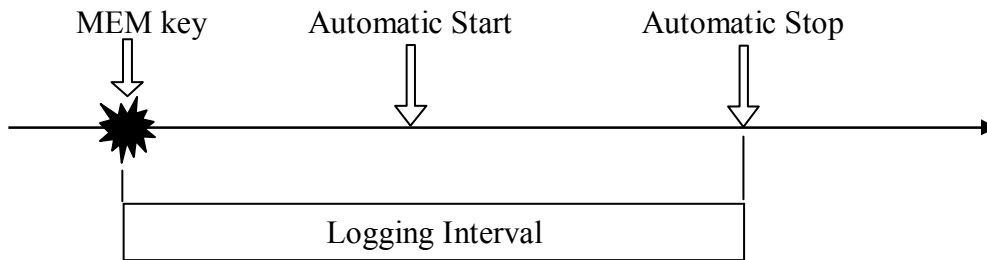 MEM key
Automatic Start
Automatic Stop
Logging Interval